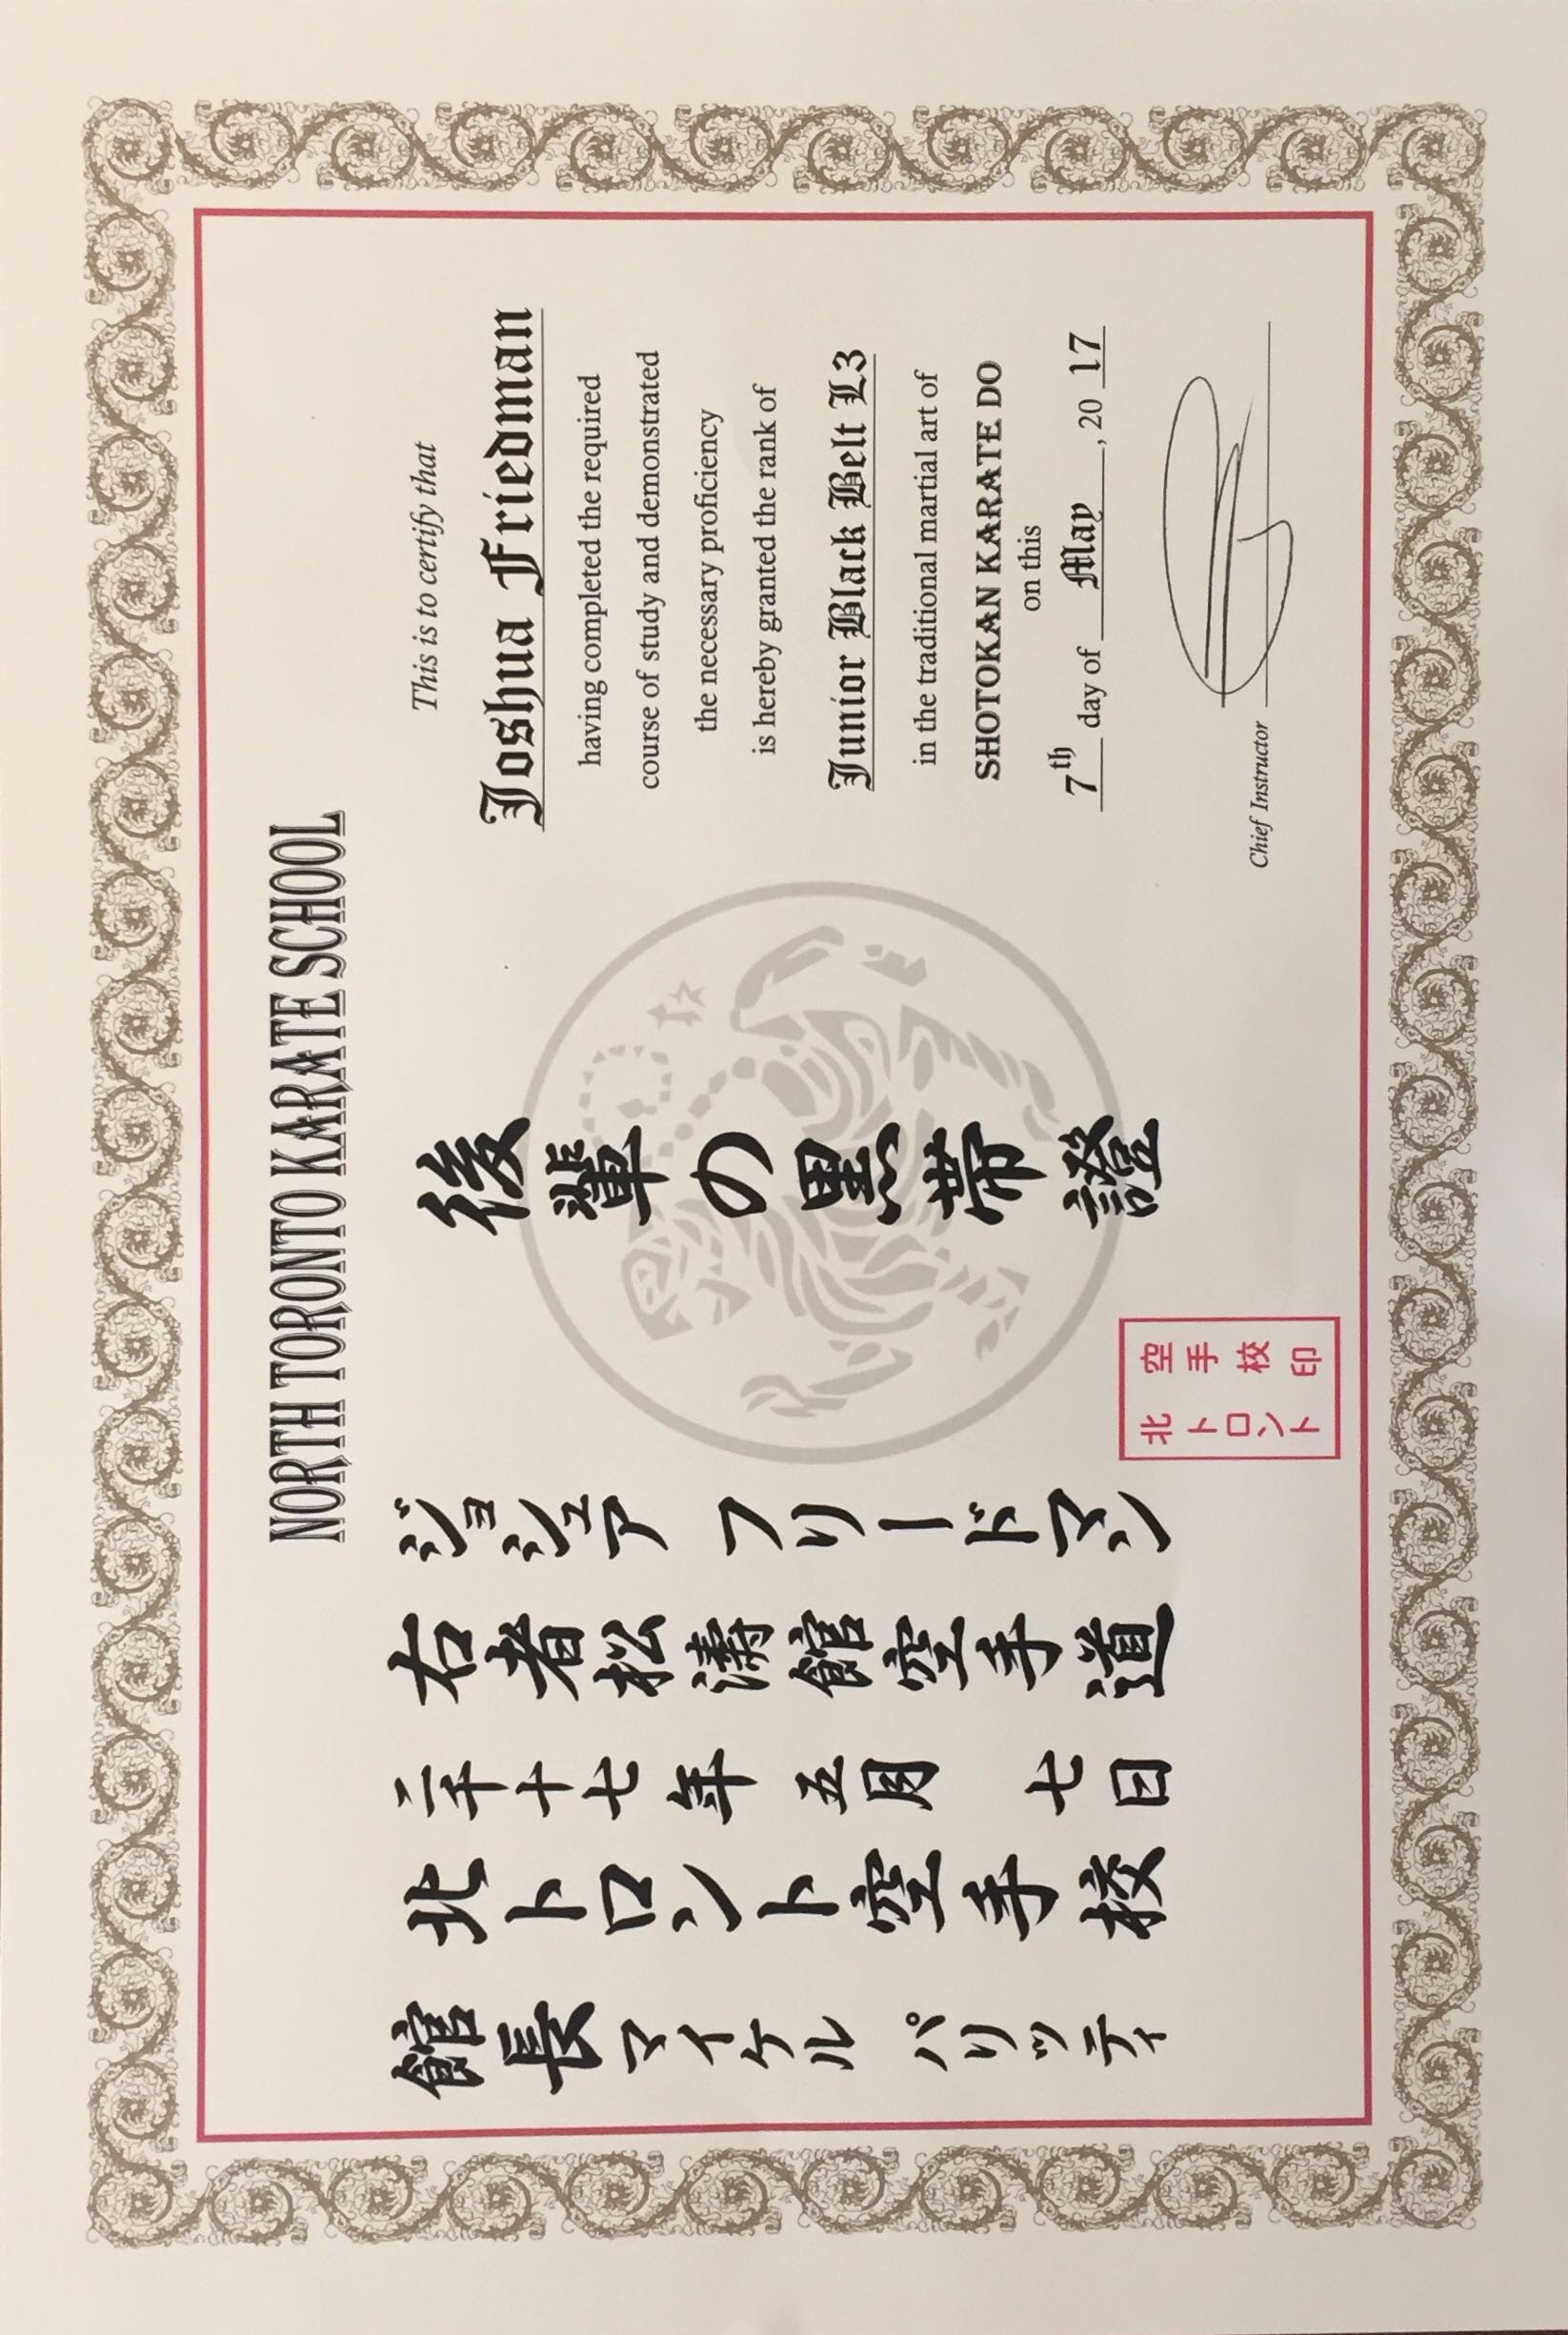 NORTH TORONTO KARATE SCHOOL
後輩の黒帯證
ジョシュア フリードマン
右者松濤館空手道
二千十七年 五月 七日
北トロント空手校
館長マイケル パリッティ
空手校印
北トロント
This is to certify that
Joshua Friedman
having completed the required
course of study and demonstrated
the necessary proficiency
is hereby granted the rank of
Junior Black Belt L3
in the traditional martial art of
SHOTOKAN KARATE DO
on this
7th day of May, 20 17
Chief Instructor